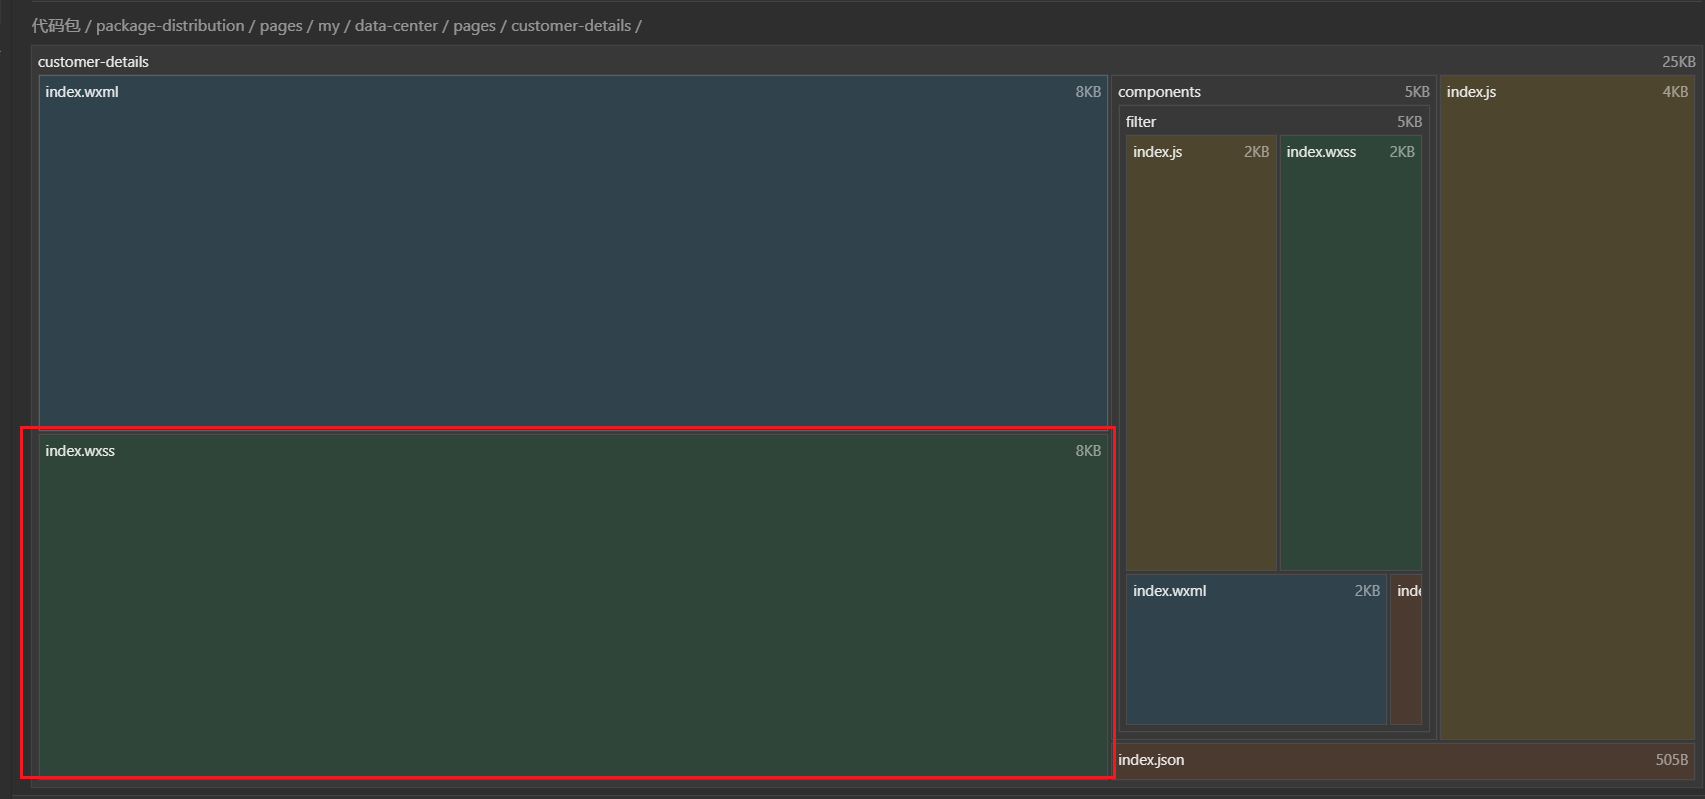 代码包 / package-distribution / pages / my / data-center / pages / customer-details /
customer-details 25KB
index.wxml 8KB
components 5KB
index.js 4KB
filter 5KB
index.js 2KB
index.wxss 2KB
index.wxss 8KB
index.wxml 2KB
inde
index.json 505B